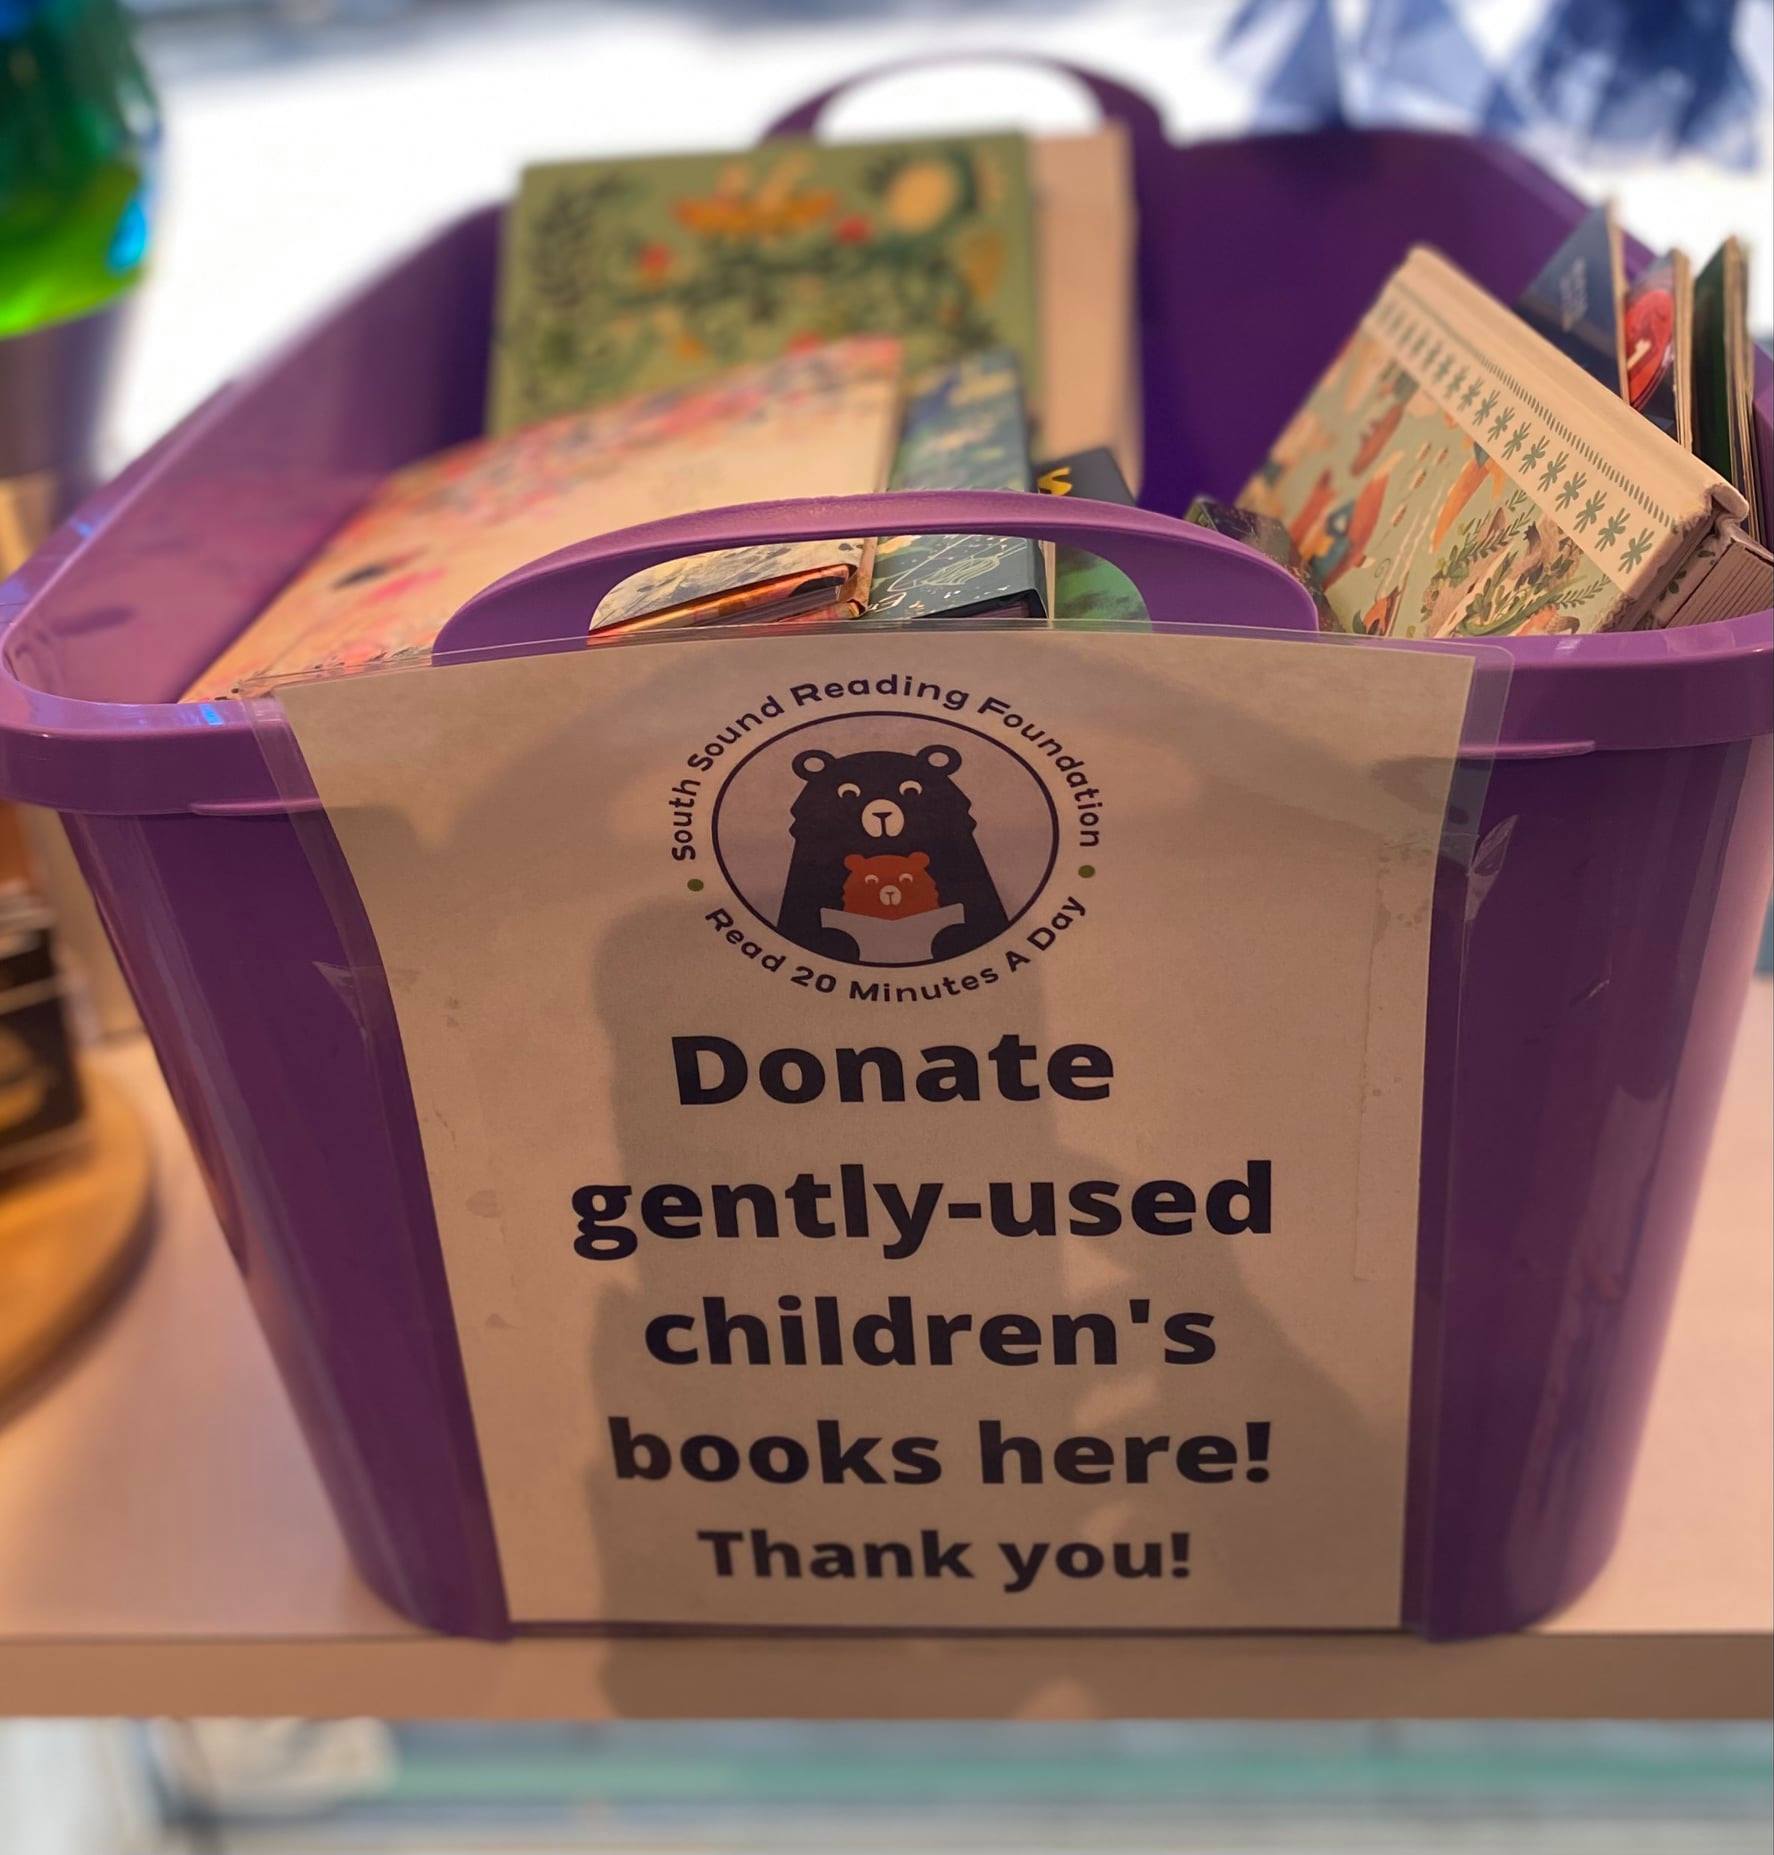 South Sound Reading Foundation
Read 20 Minutes A Day
Donate
gently-used
children's
books here!
Thank you!